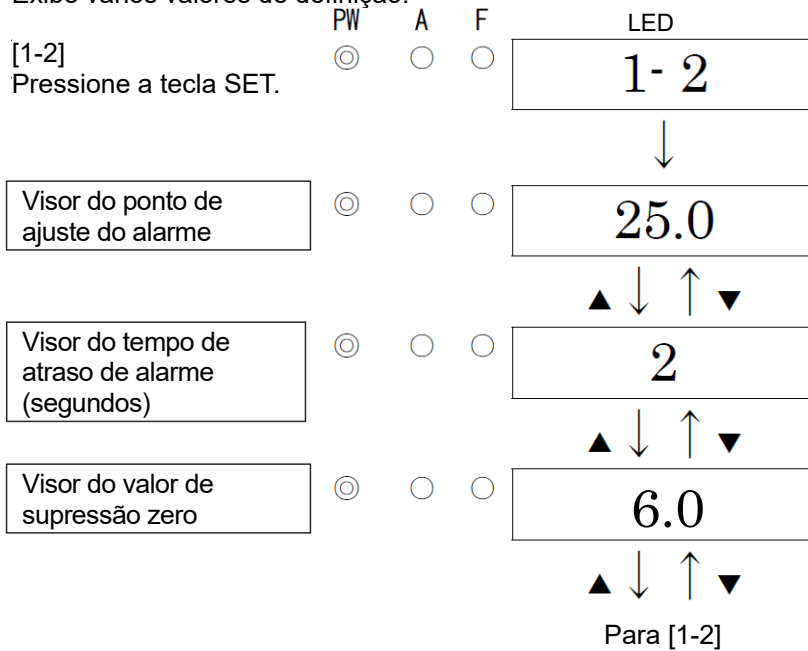 Exibe vários valores de definição.
PW A F LED
[1-2]
Pressione a tecla SET.
1- 2
↓
Visor do ponto de
ajuste do alarme
25.0
▲ ↓ ↑ ▼
Visor do tempo de
atraso de alarme
(segundos)
2
▲ ↓ ↑ ▼
Visor do valor de
supressão zero
6.0
▲ ↓ ↑ ▼
Para [1-2]